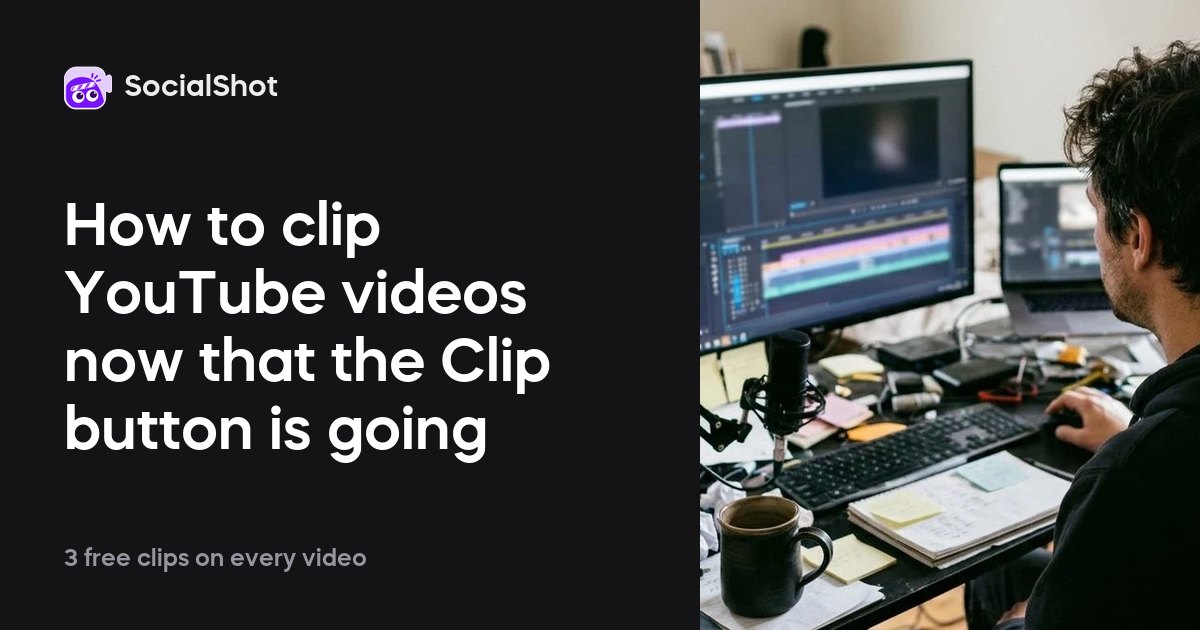 SocialShot
How to clip
YouTube videos
now that the Clip
button is going
3 free clips on every video